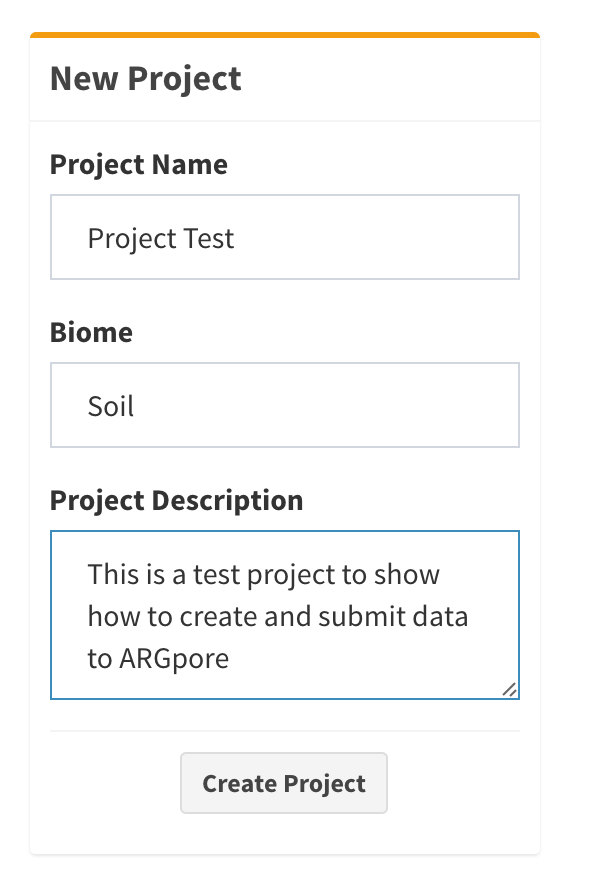 New Project
Project Name
Project Test
Biome
Soil
Project Description
This is a test project to show
how to create and submit data
to ARGpore
Create Project